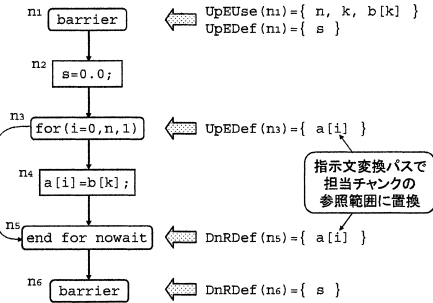 n1 barrier UpEUse(n1)={ n, k, b[k] }
UpEDef(n1)={ s }
n2
s=0.0;
n3
for(i=0,n,1) UpEDef(n3)={ a[i] }
n4
a[i]=b[k];
指示文変換パスで
担当チャンクの
参照範囲に置換
n5
end for nowait DnRDef(n5)={ a[i] }
n6
barrier DnRDef(n6)={ s }